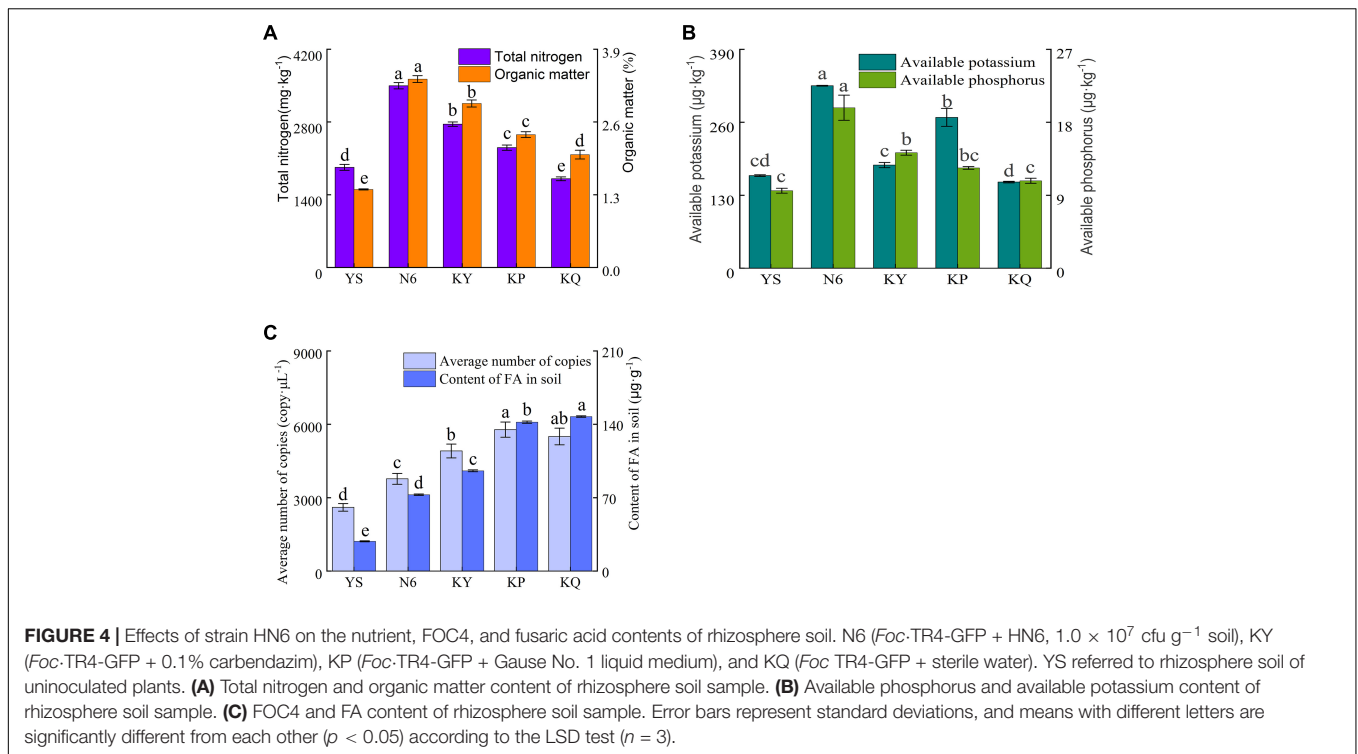 A
Total nitrogen(mg·kg⁻¹)
4200
2800
1400
0
Total nitrogen
Organic matter
d e a a b b c c e d
YS N6 KY KP KQ
3.9
2.6
1.3
0.0
Organic matter (%)
B
Available potassium (µg·kg⁻¹)
390
260
130
0
Available potassium
Available phosphorus
cd c a a c b b bc d c
YS N6 KY KP KQ
27
18
9
0
Available phosphorus (µg·kg⁻¹)
C
Average number of copies (copy·µL⁻¹)
9000
6000
3000
0
Average number of copies
Content of FA in soil
d e c d b c a b ab a
YS N6 KY KP KQ
210
140
70
0
Content of FA in soil (µg·g⁻¹)
FIGURE 4 | Effects of strain HN6 on the nutrient, FOC4, and fusaric acid contents of rhizosphere soil. N6 (Foc·TR4-GFP + HN6, 1.0 × 10⁷ cfu g⁻¹ soil), KY
(Foc·TR4-GFP + 0.1% carbendazim), KP (Foc·TR4-GFP + Gause No. 1 liquid medium), and KQ (Foc TR4-GFP + sterile water). YS referred to rhizosphere soil of
uninoculated plants. (A) Total nitrogen and organic matter content of rhizosphere soil sample. (B) Available phosphorus and available potassium content of
rhizosphere soil sample. (C) FOC4 and FA content of rhizosphere soil sample. Error bars represent standard deviations, and means with different letters are
significantly different from each other (p < 0.05) according to the LSD test (n = 3).